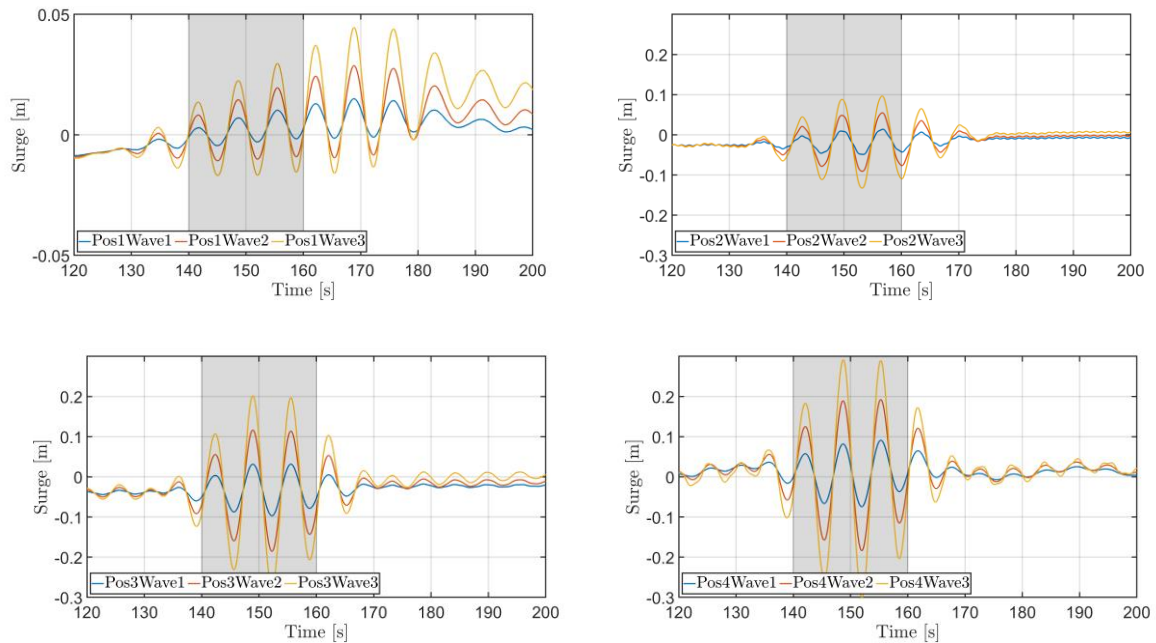 0.05
0
-0.05
Surge [m]
Pos1Wave1 Pos1Wave2 Pos1Wave3
120 130 140 150 160 170 180 190 200
Time [s]
0.2
0.1
0
-0.1
-0.2
-0.3
Surge [m]
Pos2Wave1 Pos2Wave2 Pos2Wave3
120 130 140 150 160 170 180 190 200
Time [s]
0.2
0.1
0
-0.1
-0.2
-0.3
Surge [m]
Pos3Wave1 Pos3Wave2 Pos3Wave3
120 130 140 150 160 170 180 190 200
Time [s]
0.2
0.1
0
-0.1
-0.2
-0.3
Surge [m]
Pos4Wave1 Pos4Wave2 Pos4Wave3
120 130 140 150 160 170 180 190 200
Time [s]